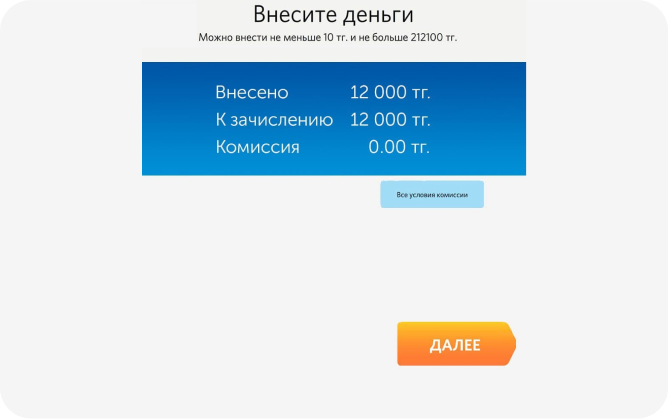 Внесите деньги
Можно внести не меньше 10 тг. и не больше 212100 тг.
Внесено 12 000 тг.
К зачислению 12 000 тг.
Комиссия 0.00 тг.
Все условия комиссии
ДАЛЕЕ